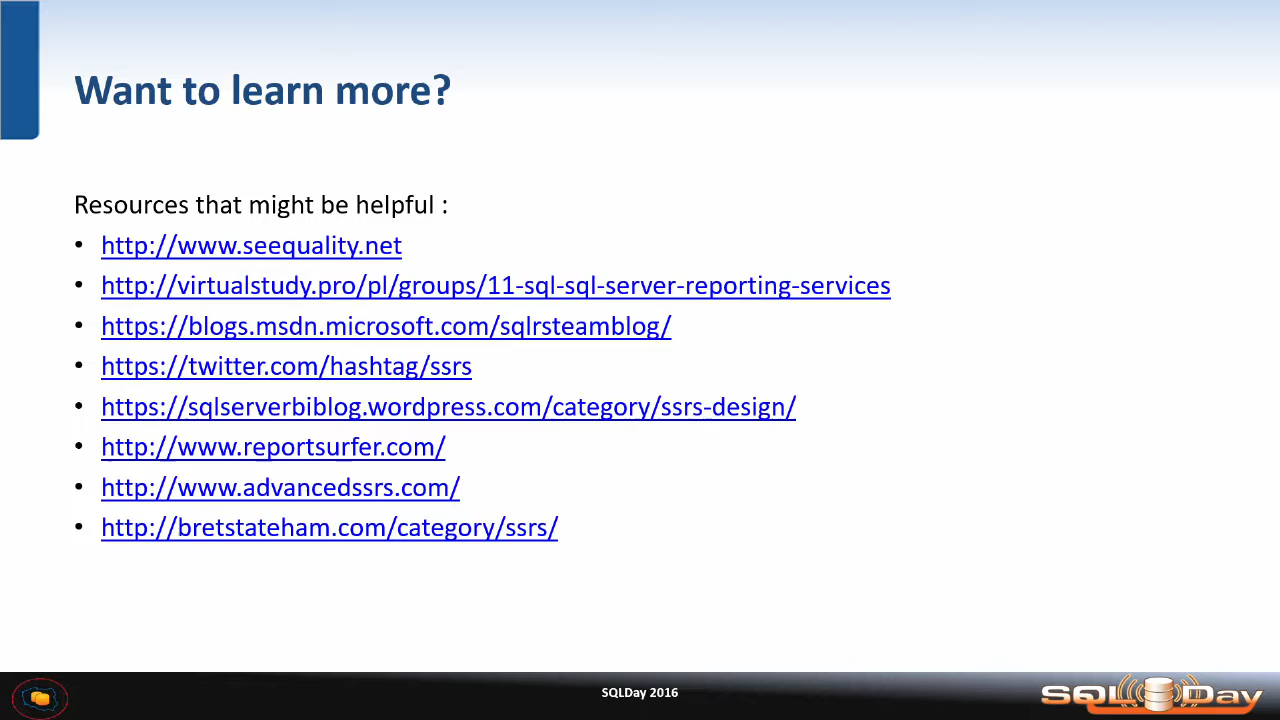 Want to learn more?
Resources that might be helpful :
• http://www.seequality.net
• http://virtualstudy.pro/pl/groups/11-sql-sql-server-reporting-services
• https://blogs.msdn.microsoft.com/sqlrsteamblog/
• https://twitter.com/hashtag/ssrs
• https://sqlserverbiblog.wordpress.com/category/ssrs-design/
• http://www.reportsurfer.com/
• http://www.advancedssrs.com/
• http://bretstateham.com/category/ssrs/
SQLDay 2016
SQL Day